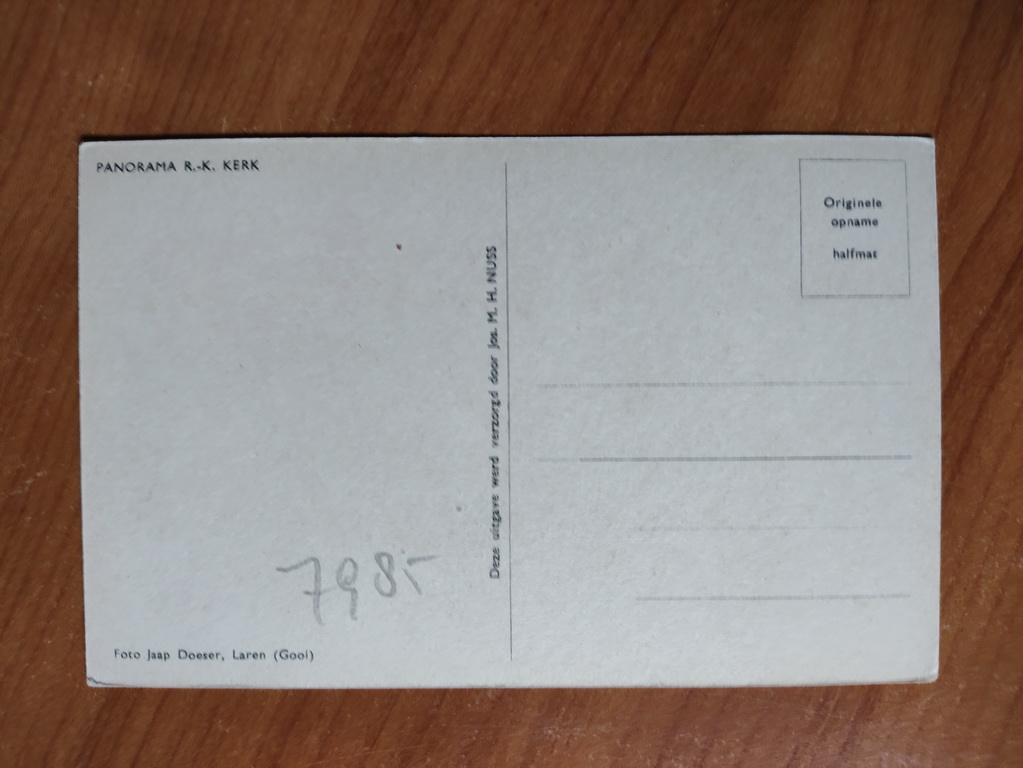 PANORAMA R.-K. KERK
Originele
opname
halfmat
Deze uitgave werd verzorgd door Jos. M. H. NUSS
7985
Foto Jaap Doeser, Laren (Gooi)